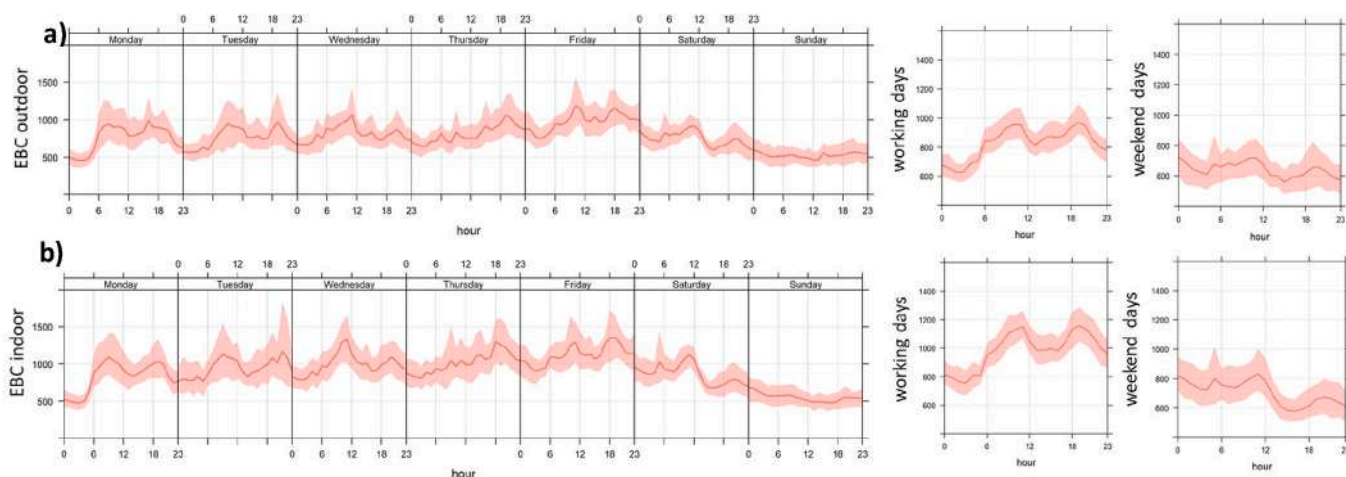 a)
0 6 12 18 23 0 6 12 18 23 0 6 12 18 23
Monday Tuesday Wednesday Thursday Friday Saturday Sunday
EBC outdoor
1500
1000
500
0 6 12 18 23 0 6 12 18 23 0 6 12 18 23 0 6 12 18 23
hour
working days
1400
1200
1000
800
600
0 6 12 18 23
hour
weekend days
1400
1200
1000
800
600
0 6 12 18 23
hour
b)
0 6 12 18 23 0 6 12 18 23 0 6 12 18 23
Monday Tuesday Wednesday Thursday Friday Saturday Sunday
EBC indoor
1500
1000
500
0 6 12 18 23 0 6 12 18 23 0 6 12 18 23 0 6 12 18 23
hour
working days
1400
1200
1000
800
600
0 6 12 18 23
hour
weekend days
1400
1200
1000
800
600
0 6 12 18 23
hour